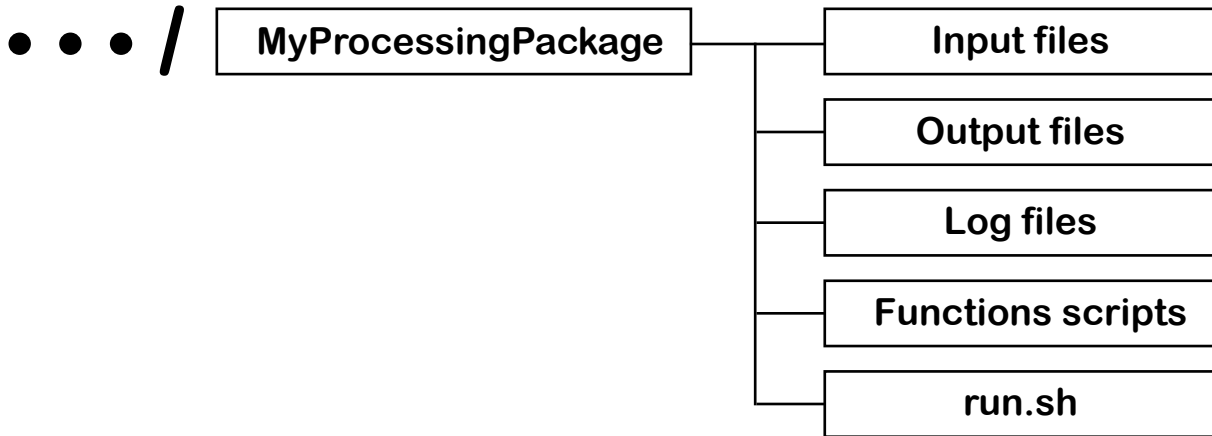 •••/ MyProcessingPackage
Input files
Output files
Log files
Functions scripts
run.sh